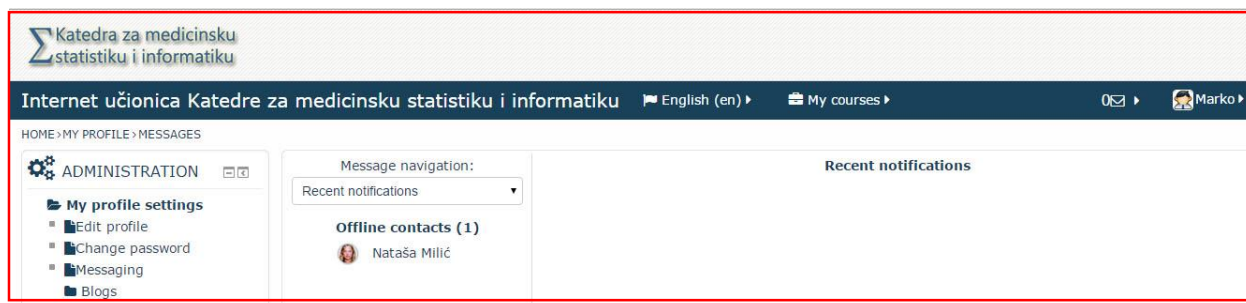 Katedra za medicinsku
statistiku i informatiku
Internet učionica Katedre za medicinsku statistiku i informatiku English (en) My courses 0 Marko
HOME › MY PROFILE › MESSAGES
ADMINISTRATION
My profile settings
Edit profile
Change password
Messaging
Blogs
Message navigation:
Recent notifications
Offline contacts (1)
Nataša Milić
Recent notifications